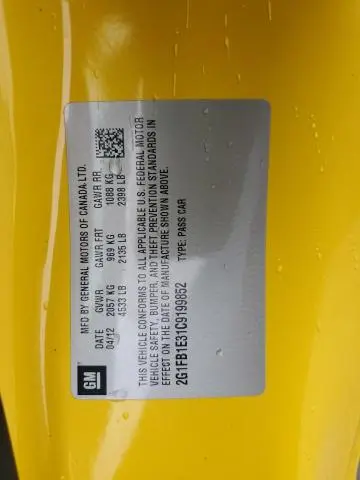 GM
MFD BY GENERAL MOTORS OF CANADA LTD.
DATE GVWR GAWR FRT GAWR RR
04/12 2057 KG 969 KG 1088 KG
4533 LB 2135 LB 2398 LB
THIS VEHICLE CONFORMS TO ALL APPLICABLE U.S. FEDERAL MOTOR
VEHICLE SAFETY, BUMPER, AND THEFT PREVENTION STANDARDS IN
EFFECT ON THE DATE OF MANUFACTURE SHOWN ABOVE.
2G1FB1E31C9199852 TYPE: PASS CAR